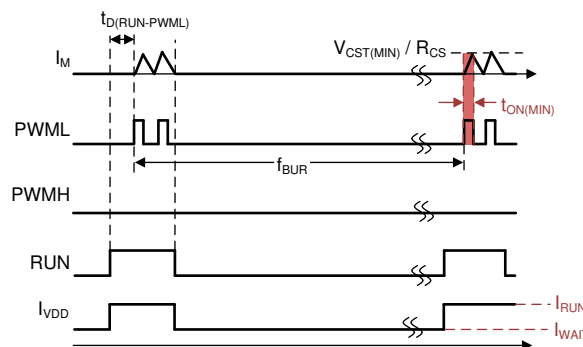 tD(RUN-PWML)
IM
VCST(MIN) / RCS
tON(MIN)
PWML
fBUR
PWMH
RUN
IVDD
IRUN
IWAIT